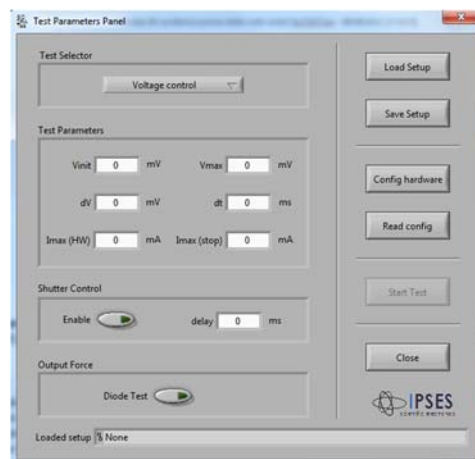 Test Parameters Panel
Test Selector
Voltage control
Test Parameters
Vinit 0 mV Vmax 0 mV
dV 0 mV dt 0 ms
Imax (HW) 0 mA Imax (stop) 0 mA
Shutter Control
Enable delay 0 ms
Output Force
Diode Test
Loaded setup None
Load Setup
Save Setup
Config hardware
Read config
Start Test
Close
IPSES
scientific electronics